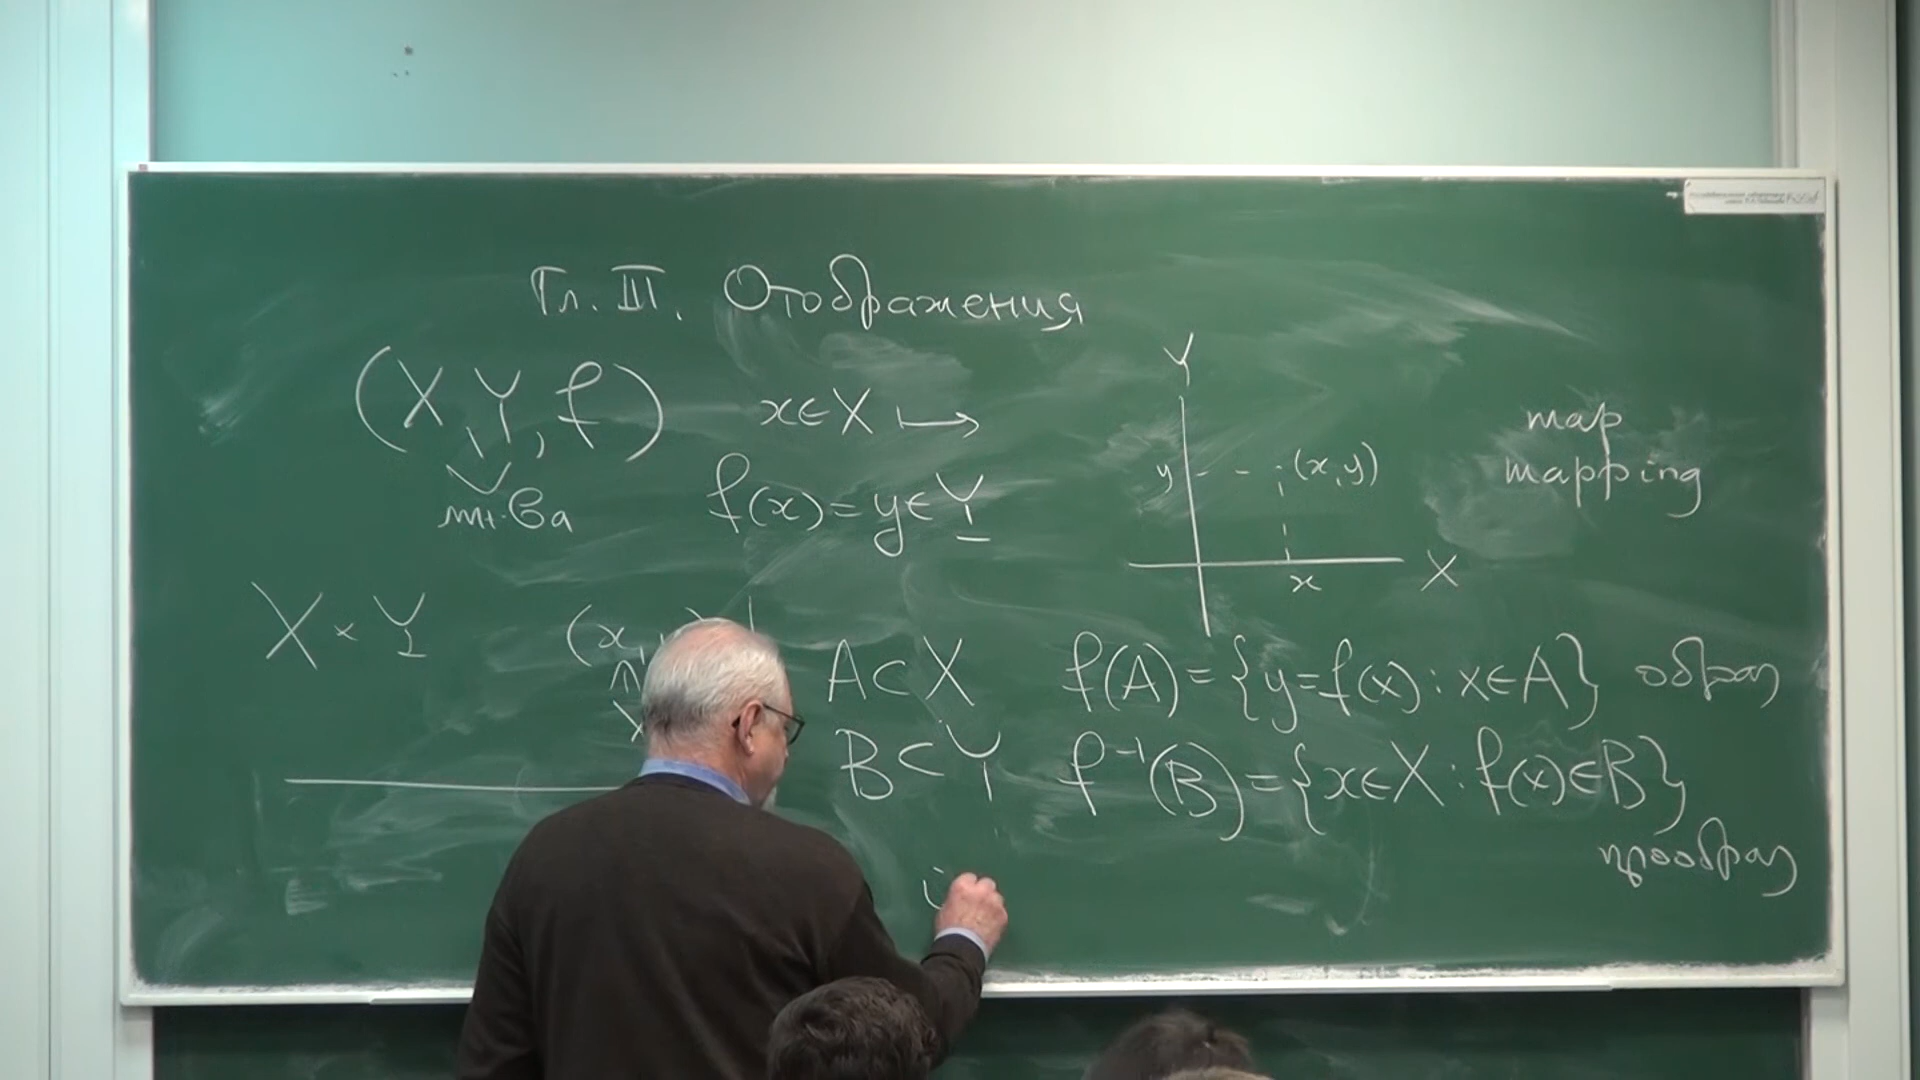 Гл. III. Отображения
(X, Y, f) x∈X ↦
мн-ва f(x)=y∈Y
Y
y (x,y)
x X
map
mapping
X × Y (x,
A⊂X f(A)={y=f(x): x∈A} образ
B⊂Y f⁻¹(B)={x∈X: f(x)∈B}
прообраз